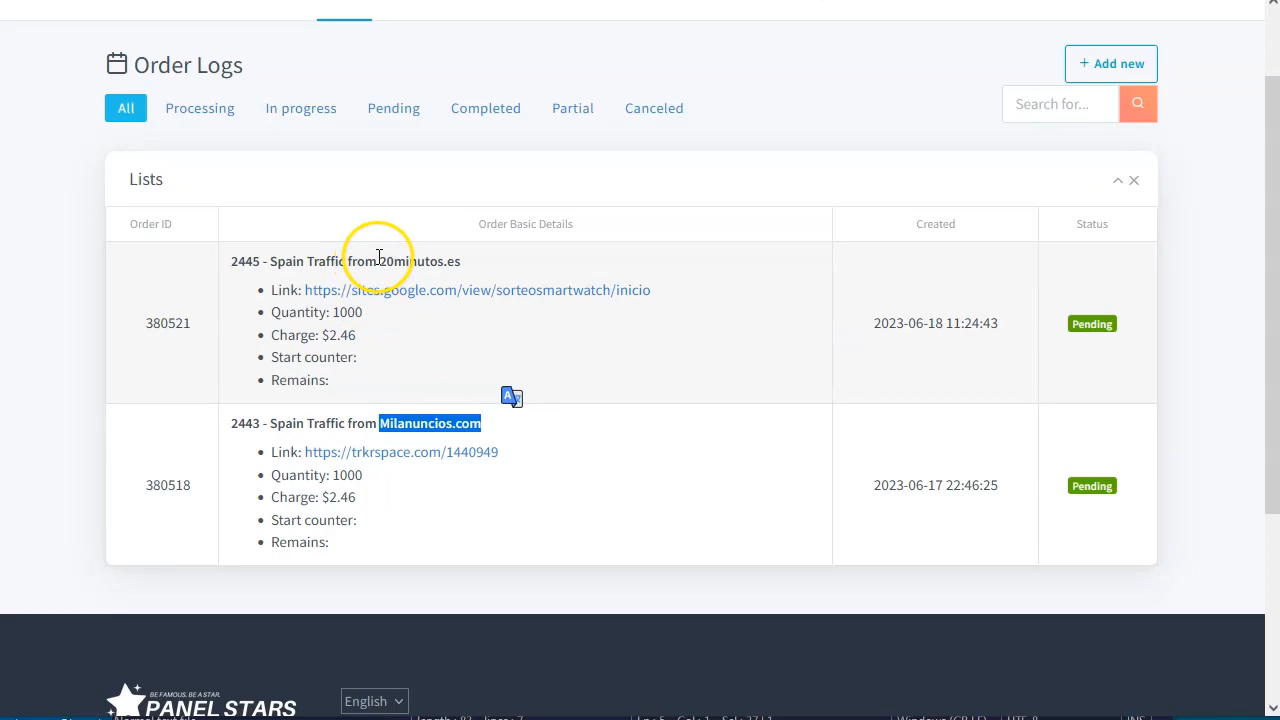 Order Logs
+ Add new
All
Processing
In progress
Pending
Completed
Partial
Canceled
Search for...
Lists
Order ID
Order Basic Details
Created
Status
380521
2445 - Spain Traffic from 20minutos.es
Link: https://sites.google.com/view/sorteosmartwatch/inicio
Quantity: 1000
Charge: $2.46
Start counter:
Remains:
2023-06-18 11:24:43
Pending
380518
2443 - Spain Traffic from Milanuncios.com
Link: https://trkrspace.com/1440949
Quantity: 1000
Charge: $2.46
Start counter:
Remains:
2023-06-17 22:46:25
Pending
BE FAMOUS. BE A STAR.
PANEL STARS
English